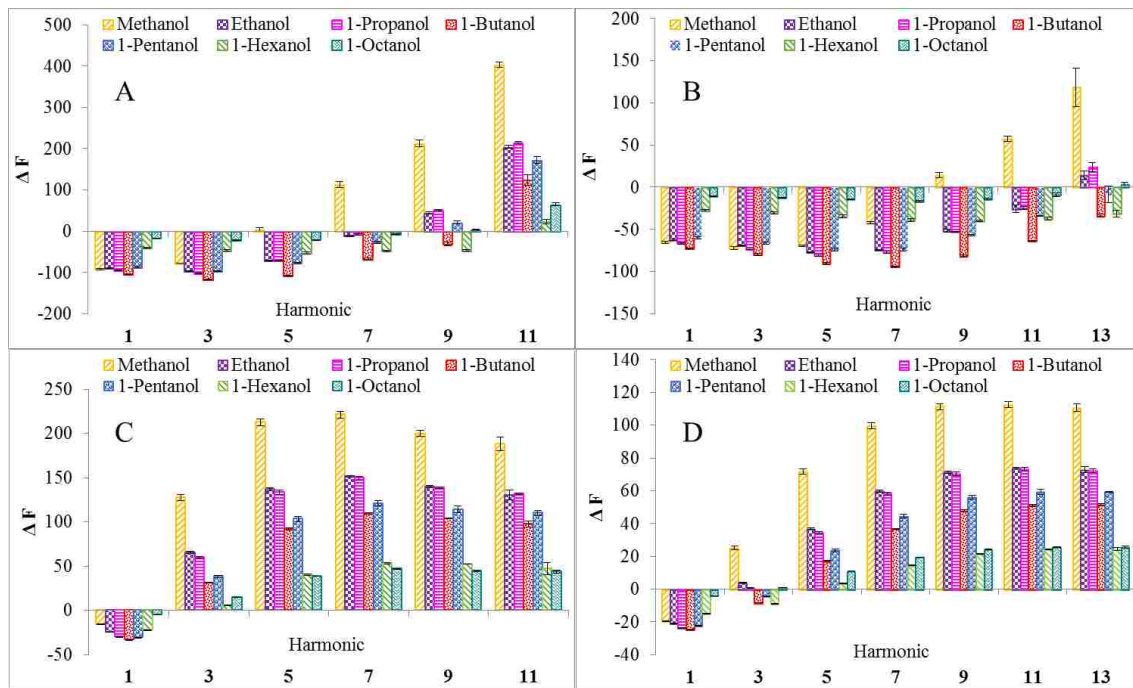 Methanol Ethanol 1-Propanol 1-Butanol
1-Pentanol 1-Hexanol 1-Octanol
500
400
300
200
100
0
-100
-200
Δ F
A
Harmonic
1 3 5 7 9 11
Methanol Ethanol 1-Propanol 1-Butanol
1-Pentanol 1-Hexanol 1-Octanol
200
150
100
50
0
-50
-100
-150
Δ F
B
Harmonic
1 3 5 7 9 11 13
Methanol Ethanol 1-Propanol 1-Butanol
1-Pentanol 1-Hexanol 1-Octanol
250
200
150
100
50
0
-50
Δ F
C
Harmonic
1 3 5 7 9 11
Methanol Ethanol 1-Propanol 1-Butanol
1-Pentanol 1-Hexanol 1-Octanol
140
120
100
80
60
40
20
0
-20
-40
Δ F
D
Harmonic
1 3 5 7 9 11 13